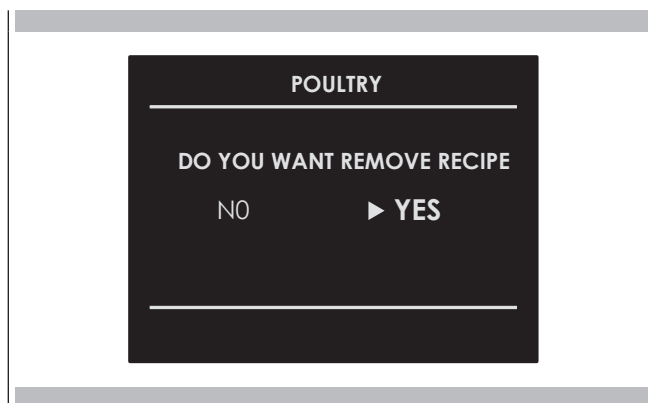 POULTRY
DO YOU WANT REMOVE RECIPE
N0 ▶ YES